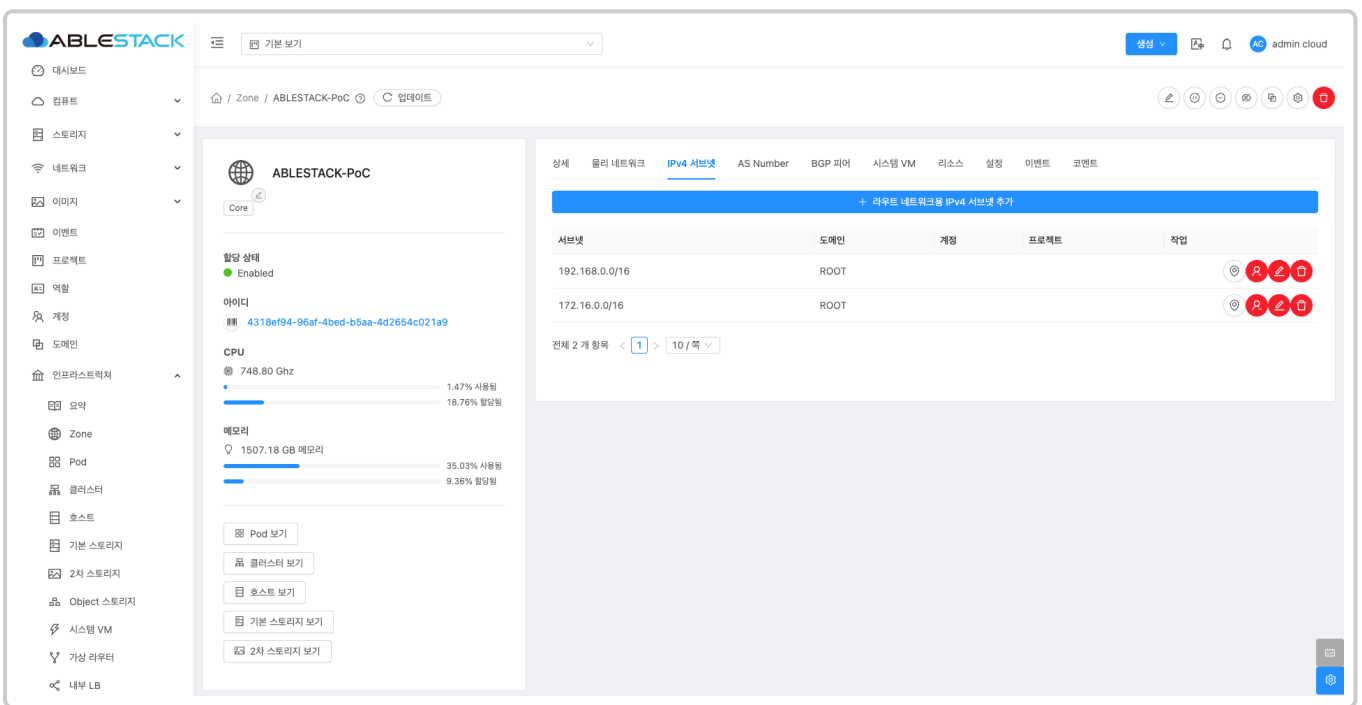 ABLESTACK
기본 보기
생성
AC admin cloud
대시보드
컴퓨트
스토리지
네트워크
이미지
이벤트
프로젝트
역할
계정
도메인
인프라스트럭쳐
요약
Zone
Pod
클러스터
호스트
기본 스토리지
2차 스토리지
Object 스토리지
시스템 VM
가상 라우터
내부 LB
/ Zone / ABLESTACK-PoC 업데이트
ABLESTACK-PoC
Core
할당 상태
Enabled
아이디
4318ef94-96af-4bed-b5aa-4d2654c021a9
CPU
748.80 Ghz
1.47% 사용됨
18.76% 할당됨
메모리
1507.18 GB 메모리
35.03% 사용됨
9.36% 할당됨
Pod 보기
클러스터 보기
호스트 보기
기본 스토리지 보기
2차 스토리지 보기
상세 물리 네트워크 IPv4 서브넷 AS Number BGP 피어 시스템 VM 리소스 설정 이벤트 코멘트
+ 라우트 네트워크용 IPv4 서브넷 추가
서브넷 도메인 계정 프로젝트 작업
192.168.0.0/16 ROOT
172.16.0.0/16 ROOT
전체 2 개 항목 < 1 > 10 / 쪽